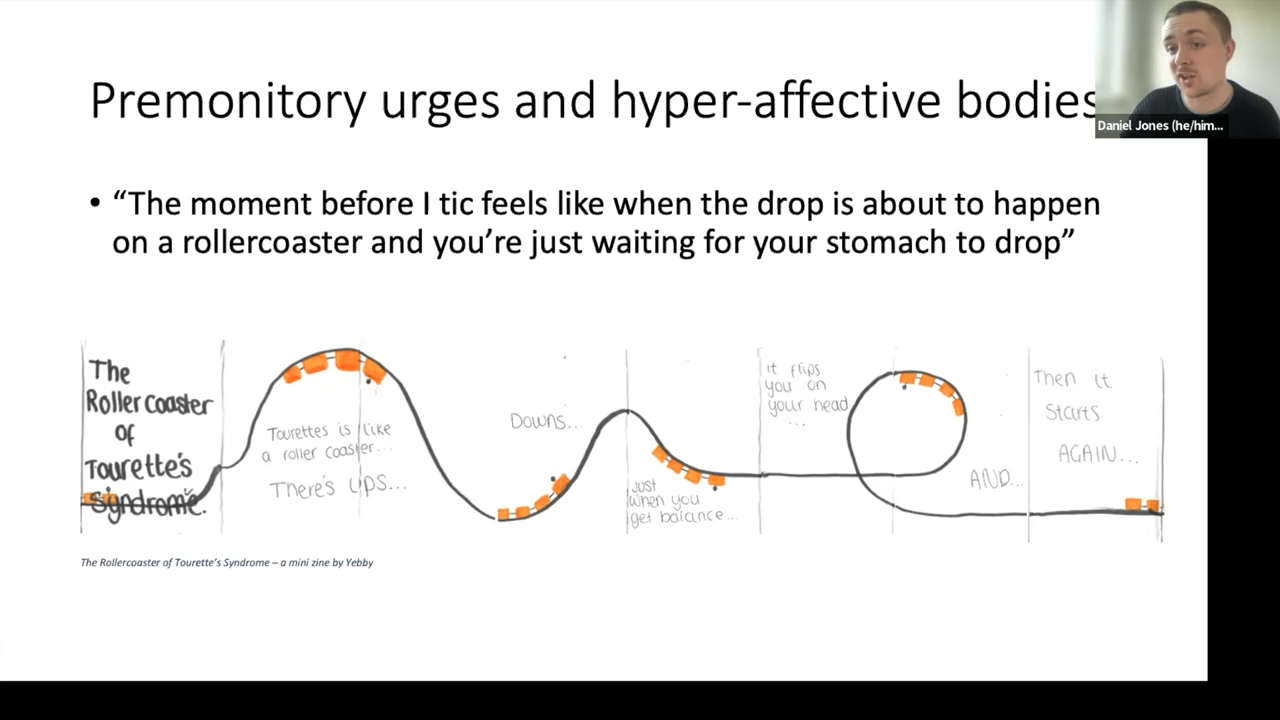 Premonitory urges and hyper-affective bodies
Daniel Jones (he/him...
• “The moment before I tic feels like when the drop is about to happen
on a rollercoaster and you’re just waiting for your stomach to drop”
The
Roller coaster
of
Tourette's
Syndrome.
Tourettes is like
a roller coaster...
There's UPS...
Downs...
Just
when you
get balance...
it flips
you on
your head
...
AND...
Then it
starts
AGAIN...
The Rollercoaster of Tourette’s Syndrome – a mini zine by Yebby